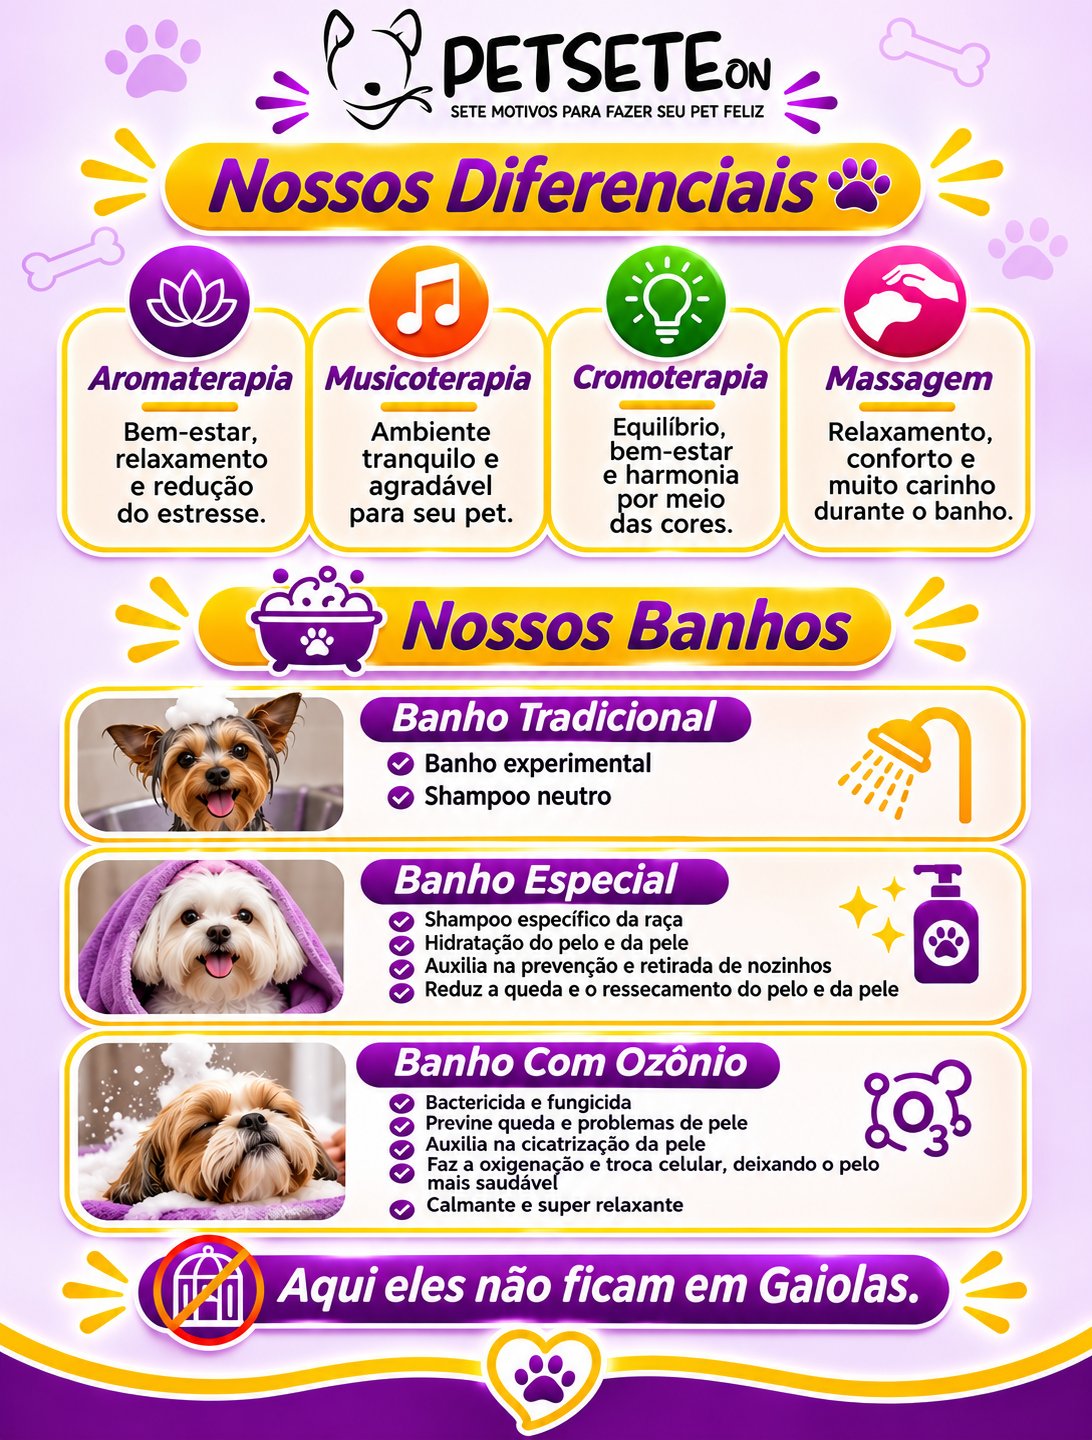 PETSETE ON
SETE MOTIVOS PARA FAZER SEU PET FELIZ
Nossos Diferenciais
Aromaterapia
Bem-estar,
relaxamento
e redução
do estresse.
Musicoterapia
Ambiente
tranquilo e
agradável
para seu pet.
Cromoterapia
Equilíbrio,
bem-estar
e harmonia
por meio
das cores.
Massagem
Relaxamento,
conforto e
muito carinho
durante o banho.
Nossos Banhos
Banho Tradicional
Banho experimental
Shampoo neutro
Banho Especial
Shampoo específico da raça
Hidratação do pelo e da pele
Auxilia na prevenção e retirada de nozinhos
Reduz a queda e o ressecamento do pelo e da pele
Banho Com Ozônio
Bactericida e fungicida
Previne queda e problemas de pele
Auxilia na cicatrização da pele
Faz a oxigenação e troca celular, deixando o pelo
mais saudável
Calmante e super relaxante
O3
Aqui eles não ficam em Gaiolas.